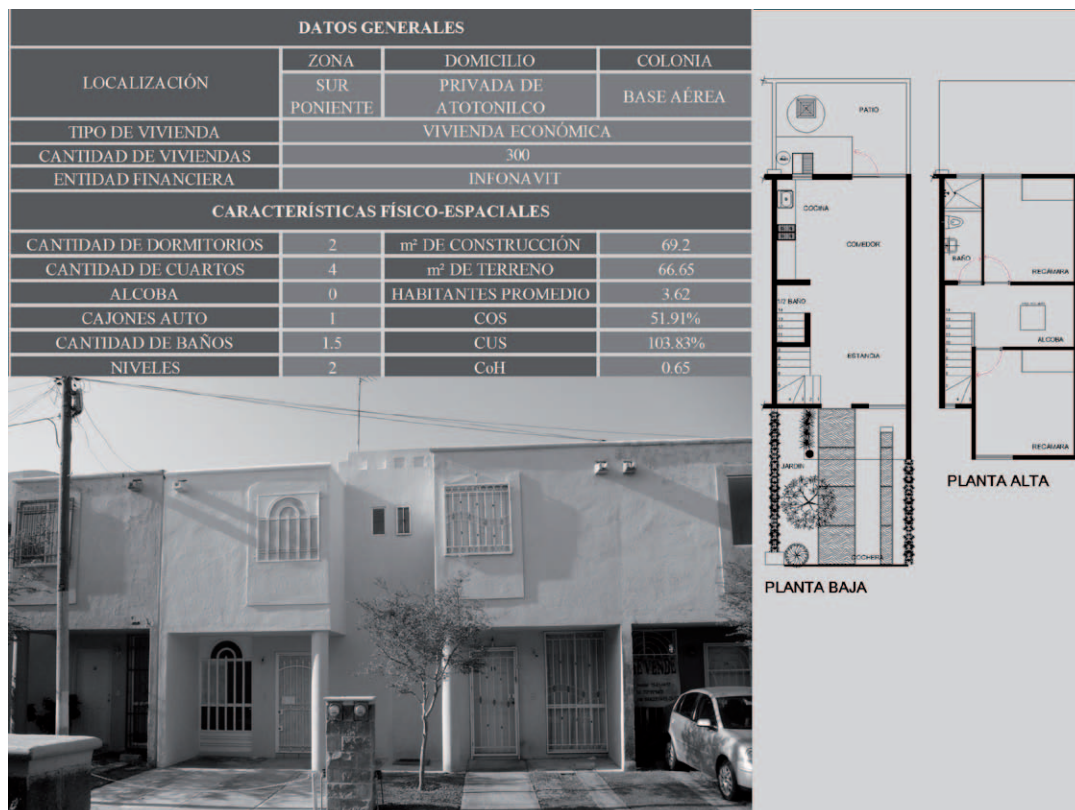 DATOS GENERALES
LOCALIZACIÓN
ZONA DOMICILIO COLONIA
SUR PONIENTE PRIVADA DE ATOTONILCO BASE AÉREA
TIPO DE VIVIENDA VIVIENDA ECONÓMICA
CANTIDAD DE VIVIENDAS 300
ENTIDAD FINANCIERA INFONAVIT
CARACTERÍSTICAS FÍSICO-ESPACIALES
CANTIDAD DE DORMITORIOS 2 m² DE CONSTRUCCIÓN 69.2
CANTIDAD DE CUARTOS 4 m² DE TERRENO 66.65
ALCOBA 0 HABITANTES PROMEDIO 3.62
CAJONES AUTO 1 COS 51.91%
CANTIDAD DE BAÑOS 1.5 CUS 103.83%
NIVELES 2 CoH 0.65
PATIO
COCINA
COMEDOR
1/2 BAÑO
ESTANCIA
JARDIN
COCHERA
PLANTA BAJA
BAÑO
RECÁMARA
ALCOBA
RECÁMARA
PLANTA ALTA
SE VENDE